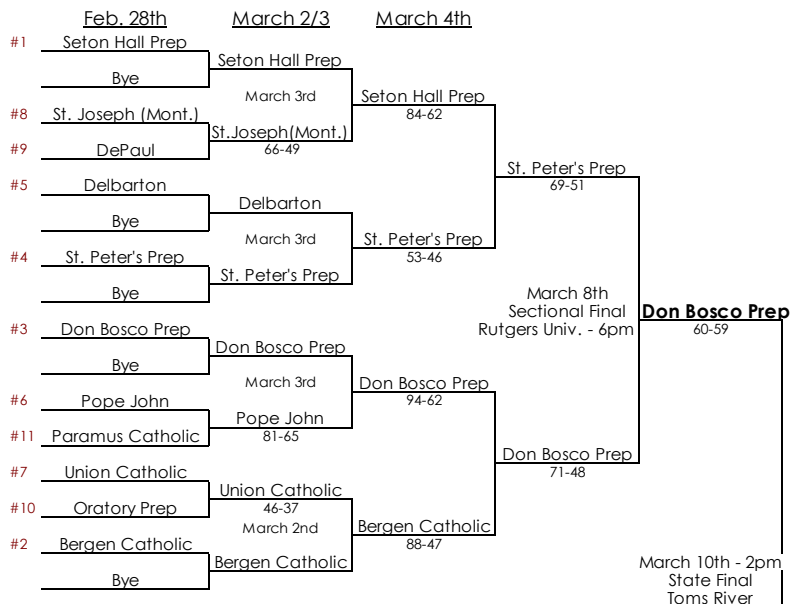 Feb. 28th
March 2/3
March 4th
#1
Seton Hall Prep
Bye
Seton Hall Prep
March 3rd
#8
St. Joseph (Mont.)
#9
DePaul
St.Joseph(Mont.)
66-49
Seton Hall Prep
84-62
#5
Delbarton
Bye
Delbarton
March 3rd
#4
St. Peter's Prep
Bye
St. Peter's Prep
St. Peter's Prep
53-46
St. Peter's Prep
69-51
#3
Don Bosco Prep
Bye
Don Bosco Prep
March 3rd
#6
Pope John
#11
Paramus Catholic
Pope John
81-65
Don Bosco Prep
94-62
#7
Union Catholic
#10
Oratory Prep
Union Catholic
46-37
March 2nd
#2
Bergen Catholic
Bye
Bergen Catholic
Bergen Catholic
88-47
Don Bosco Prep
71-48
March 8th
Sectional Final
Rutgers Univ. - 6pm
Don Bosco Prep
60-59
March 10th - 2pm
State Final
Toms River